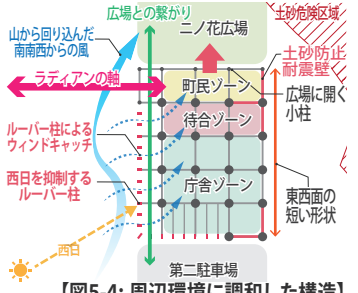 広場との繋がり
土砂危険区域
山から回り込んだ
南南西からの風
二ノ花広場
ラディアンの軸
土砂防止
耐震壁
町民ゾーン
広場に開く
小柱
ルーバー柱による
ウィンドキャッチ
待合ゾーン
西日を抑制する
ルーバー柱
庁舎ゾーン
東西面の
短い形状
西日
第二駐車場
【図5-4: 周辺環境に調和した構造】